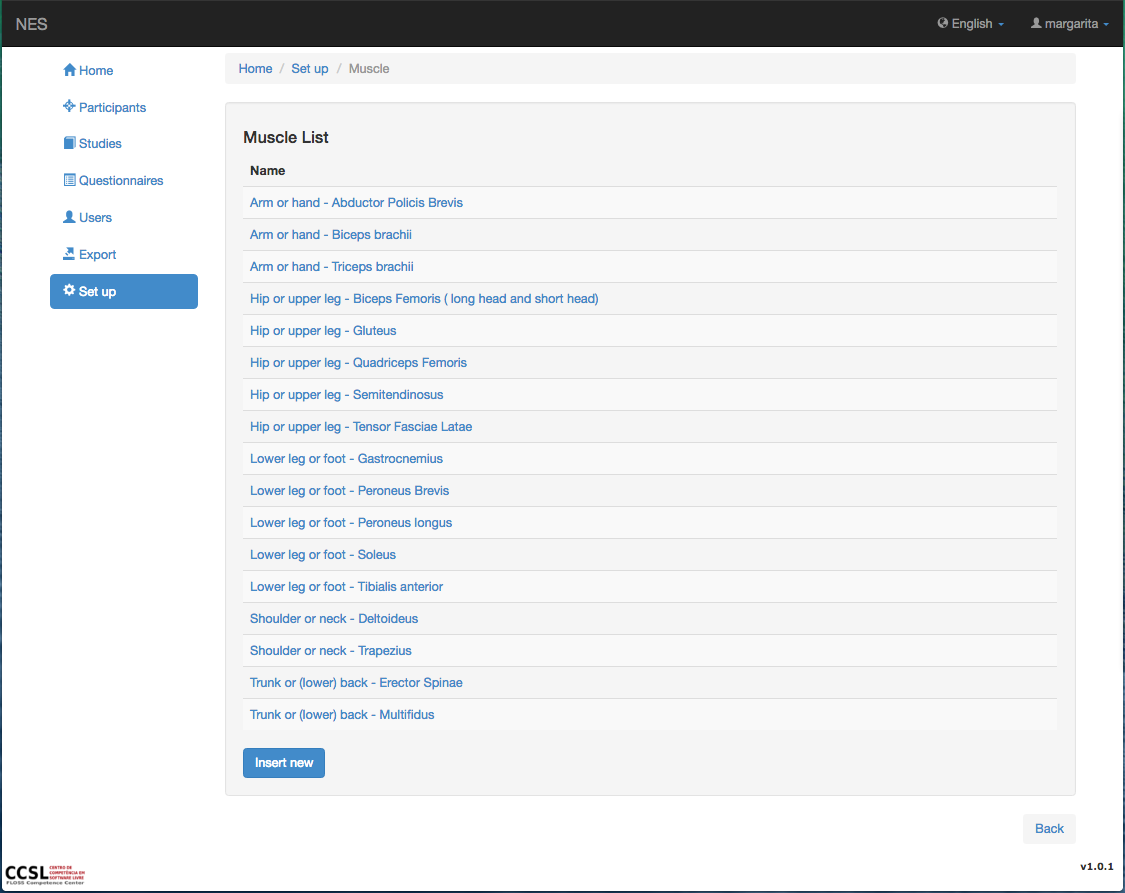 NES
English
margarita
Home
Participants
Studies
Questionnaires
Users
Export
Set up
Home / Set up / Muscle
Muscle List
Name
Arm or hand - Abductor Policis Brevis
Arm or hand - Biceps brachii
Arm or hand - Triceps brachii
Hip or upper leg - Biceps Femoris ( long head and short head)
Hip or upper leg - Gluteus
Hip or upper leg - Quadriceps Femoris
Hip or upper leg - Semitendinosus
Hip or upper leg - Tensor Fasciae Latae
Lower leg or foot - Gastrocnemius
Lower leg or foot - Peroneus Brevis
Lower leg or foot - Peroneus longus
Lower leg or foot - Soleus
Lower leg or foot - Tibialis anterior
Shoulder or neck - Deltoideus
Shoulder or neck - Trapezius
Trunk or (lower) back - Erector Spinae
Trunk or (lower) back - Multifidus
Insert new
Back
v1.0.1
CCSL
CENTRO DE
COMPETÊNCIA EM
SOFTWARE LIVRE
FLOSS Competence Center